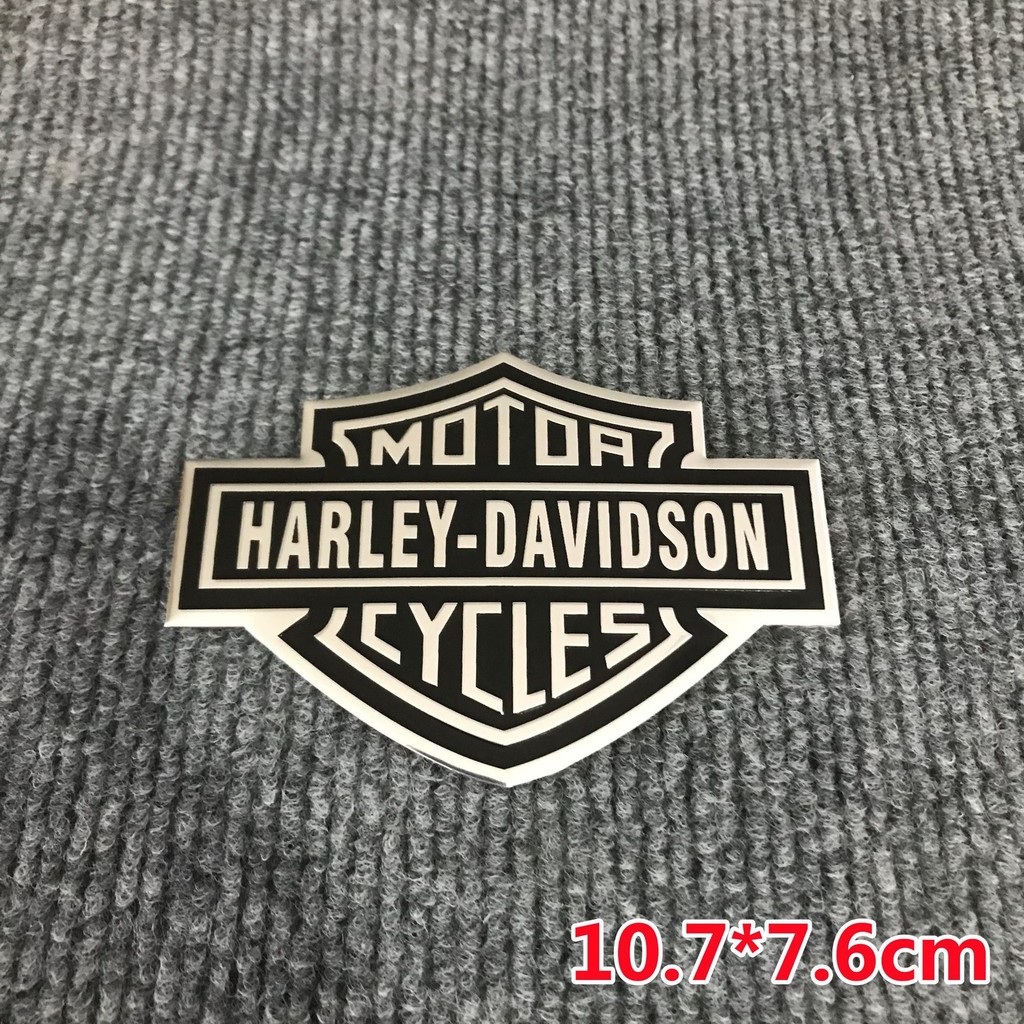 MOTOR
HARLEY-DAVIDSON
CYCLES
10.7*7.6cm